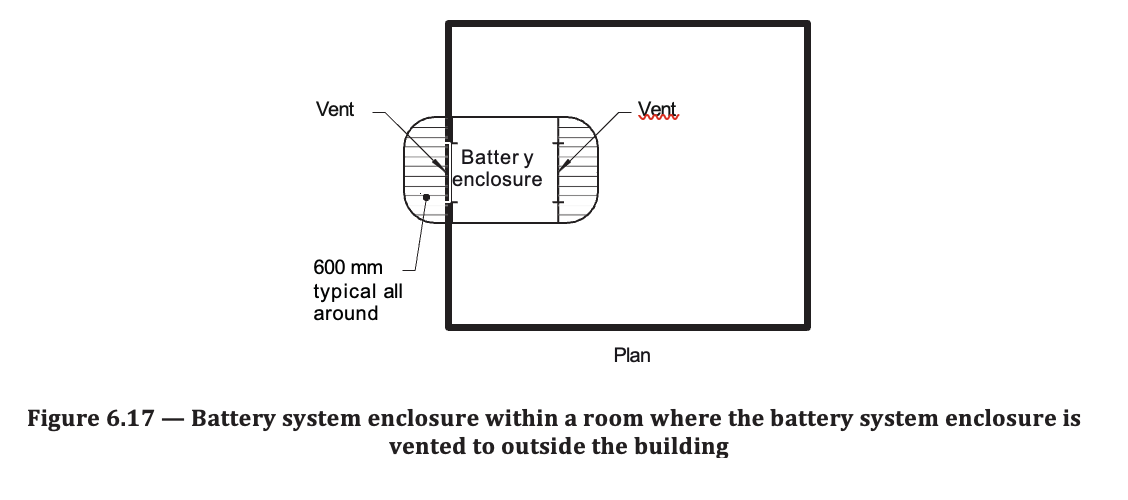 Vent
Vent
Battery
enclosure
600 mm
typical all
around
Plan
Figure 6.17 — Battery system enclosure within a room where the battery system enclosure is
vented to outside the building